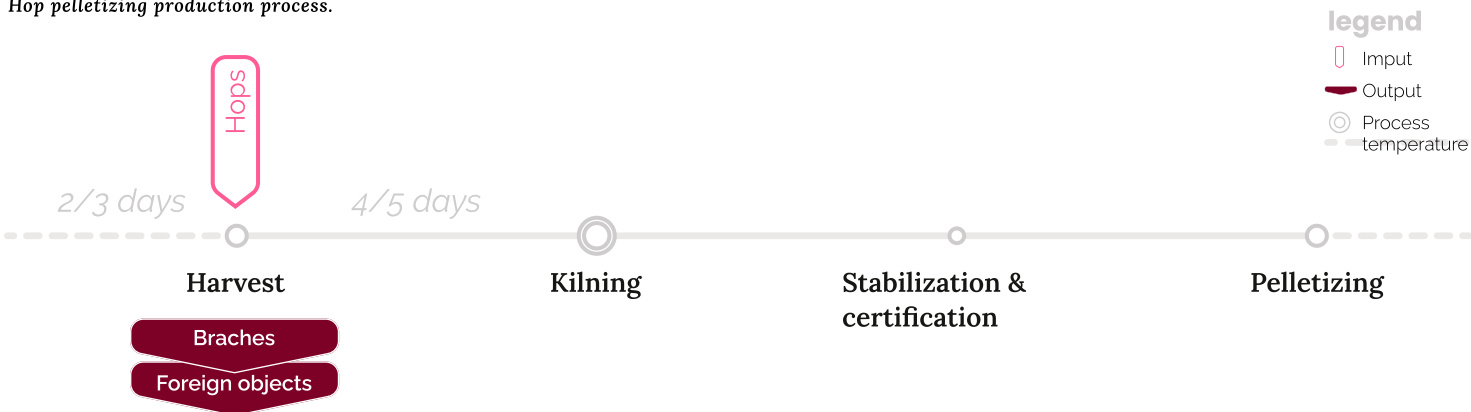 Hop pelletizing production process.
legend
Imput
Output
Process
temperature
Hops
2/3 days
4/5 days
Harvest
Kilning
Stabilization &
certification
Pelletizing
Braches
Foreign objects